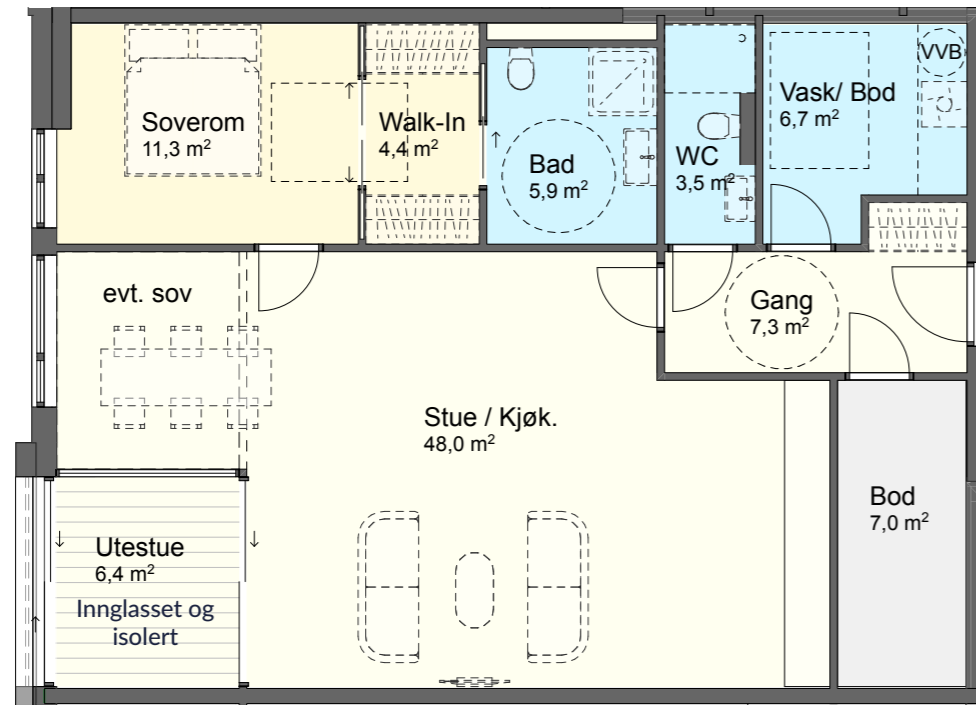 Soverom
11,3 m²
Walk-In
4,4 m²
Bad
5,9 m²
WC
3,5 m²
Vask/ Bod
6,7 m²
VVB
evt. sov
Gang
7,3 m²
Stue / Kjøk.
48,0 m²
Bod
7,0 m²
Utestue
6,4 m²
Innglasset og
isolert